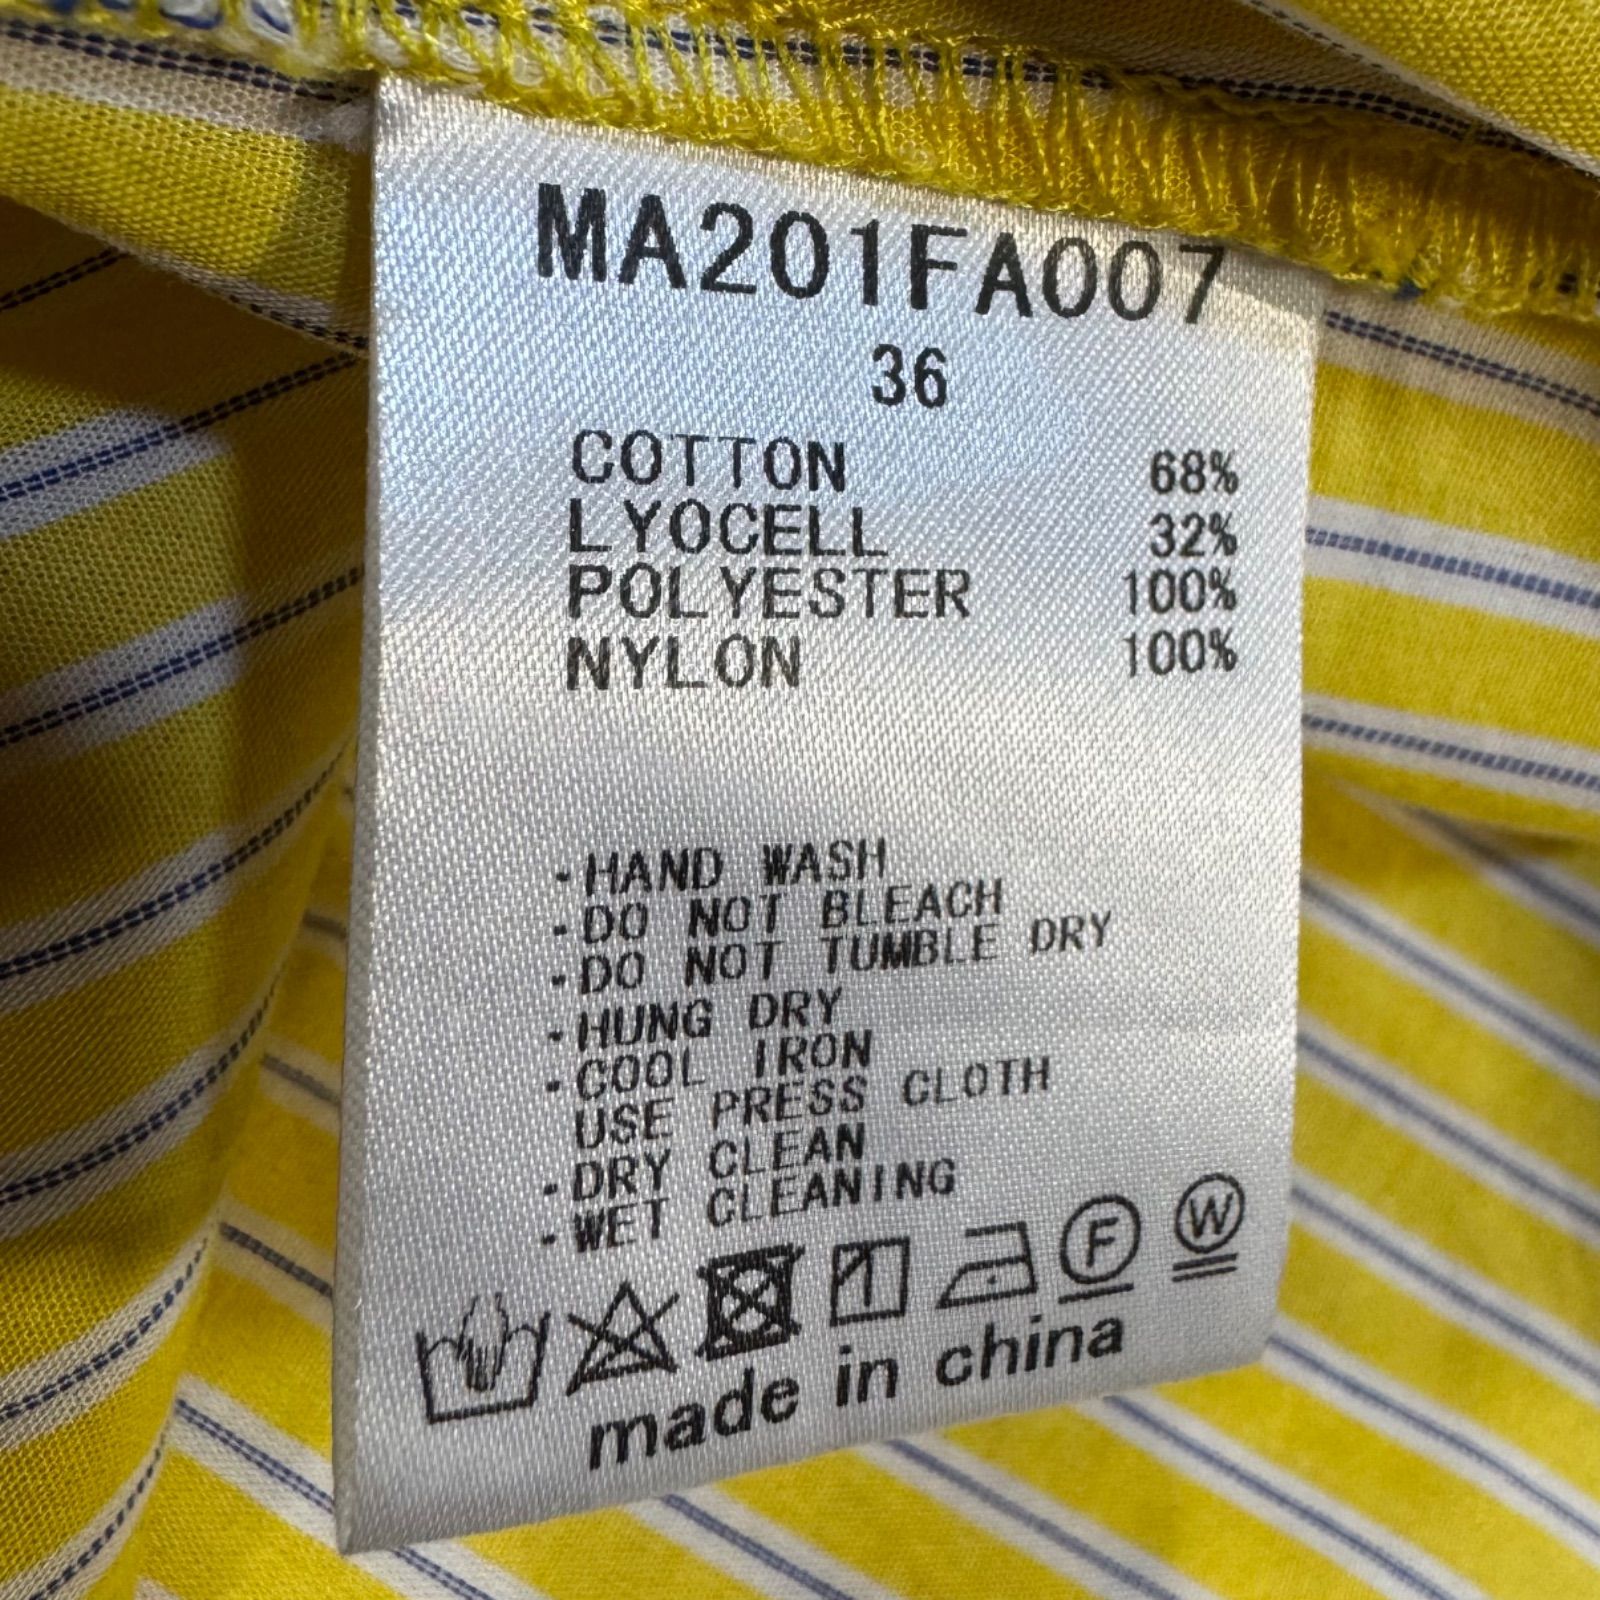 MA201FA007
36
COTTON 68%
LYOCELL 32%
POLYESTER 100%
NYLON 100%
·HAND WASH
·DO NOT BLEACH
·DO NOT TUMBLE DRY
·HUNG DRY
·COOL IRON
USE PRESS CLOTH
·DRY CLEAN
·WET CLEANING
F W
made in china